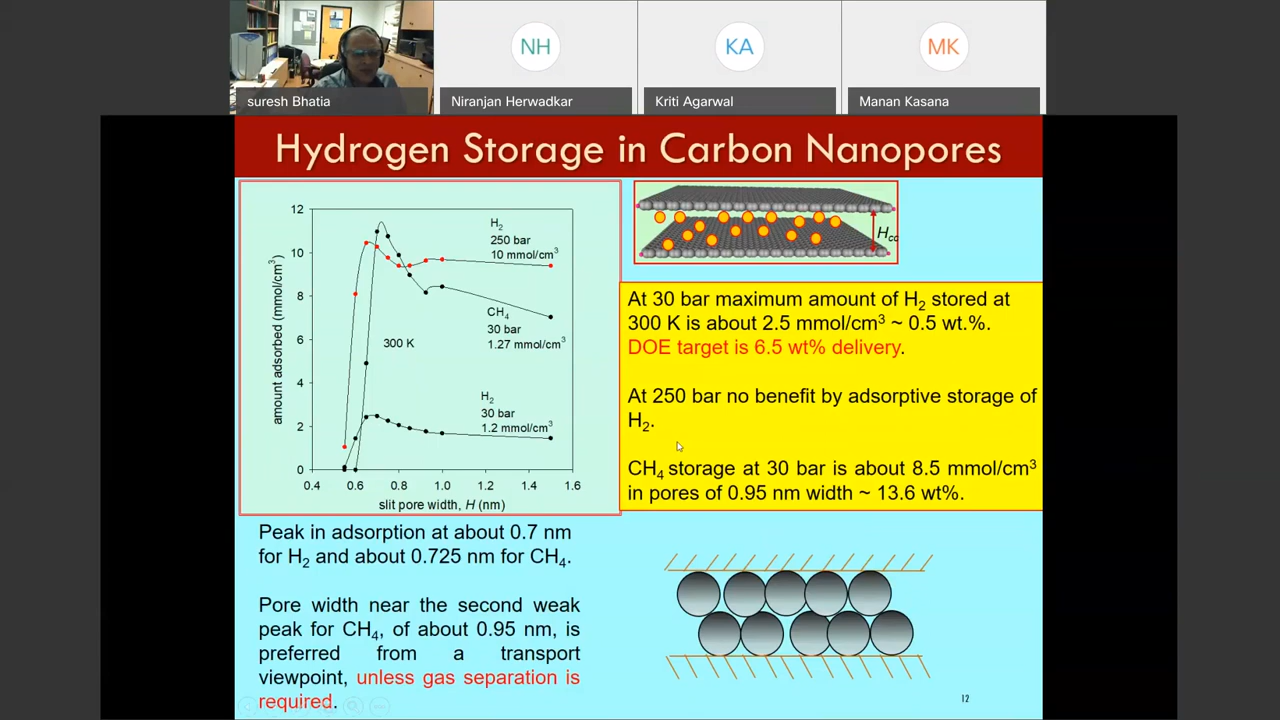 NH
KA
MK
suresh Bhatia
Niranjan Herwadkar
Kriti Agarwal
Manan Kasana
Hydrogen Storage in Carbon Nanopores
12
10
8
6
4
2
0
amount adsorbed (mmol/cm³)
H₂
250 bar
10 mmol/cm³
CH₄
30 bar
1.27 mmol/cm³
300 K
H₂
30 bar
1.2 mmol/cm³
0.4 0.6 0.8 1.0 1.2 1.4 1.6
slit pore width, H (nm)
Hcc
At 30 bar maximum amount of H₂ stored at
300 K is about 2.5 mmol/cm³ ~ 0.5 wt.%.
DOE target is 6.5 wt% delivery.
At 250 bar no benefit by adsorptive storage of
H₂.
CH₄ storage at 30 bar is about 8.5 mmol/cm³
in pores of 0.95 nm width ~ 13.6 wt%.
Peak in adsorption at about 0.7 nm
for H₂ and about 0.725 nm for CH₄.
Pore width near the second weak
peak for CH₄, of about 0.95 nm, is
preferred from a transport
viewpoint, unless gas separation is
required.
12